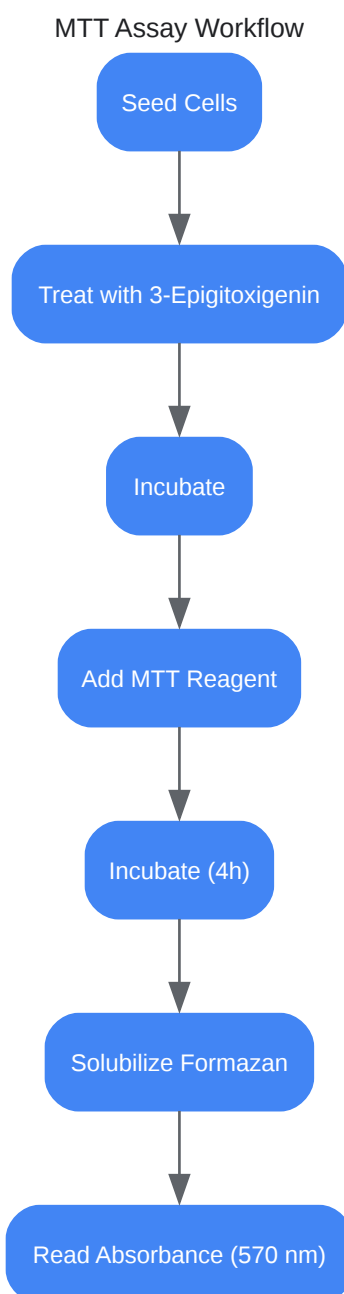 MTT Assay Workflow
Seed Cells
Treat with 3-Epigitoxigenin
Incubate
Add MTT Reagent
Incubate (4h)
Solubilize Formazan
Read Absorbance (570 nm)